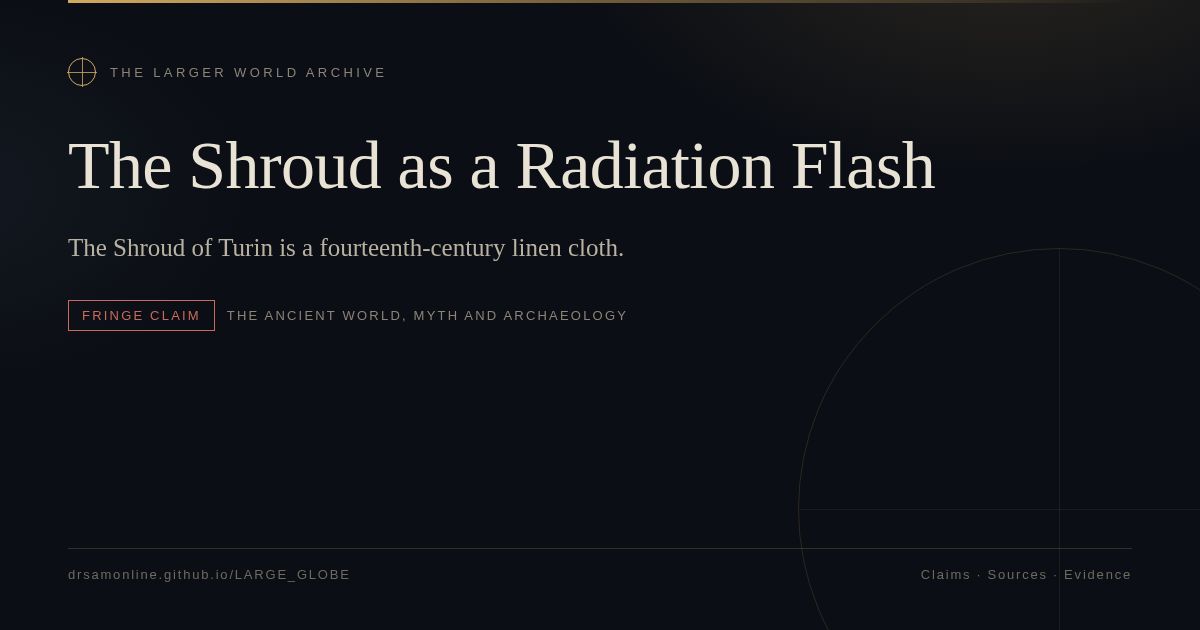 THE LARGER WORLD ARCHIVE
The Shroud as a Radiation Flash
The Shroud of Turin is a fourteenth-century linen cloth.
FRINGE CLAIM THE ANCIENT WORLD, MYTH AND ARCHAEOLOGY
drsamonline.github.io/LARGE_GLOBE Claims · Sources · Evidence